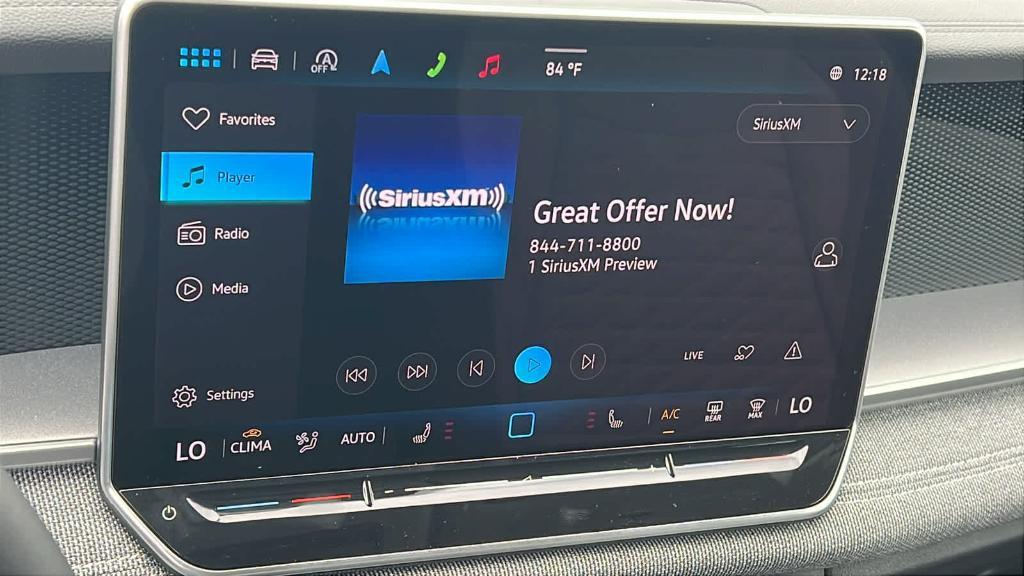 A
OFF
84 °F
12:18
Favorites
SiriusXM
Player
SiriusXM
Great Offer Now!
844-711-8800
1 SiriusXM Preview
Radio
Media
LIVE
Settings
LO
CLIMA
AUTO
A/C
REAR
MAX
LO